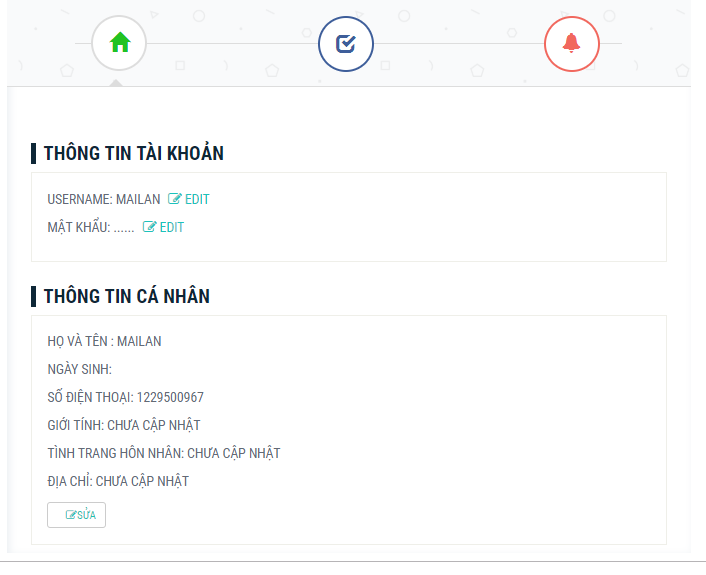 THÔNG TIN TÀI KHOẢN
USERNAME: MAILAN EDIT
MẬT KHẨU: ...... EDIT
THÔNG TIN CÁ NHÂN
HỌ VÀ TÊN : MAILAN
NGÀY SINH:
SỐ ĐIỆN THOẠI: 1229500967
GIỚI TÍNH: CHƯA CẬP NHẬT
TÌNH TRANG HÔN NHÂN: CHƯA CẬP NHẬT
ĐỊA CHỈ: CHƯA CẬP NHẬT
SỬA